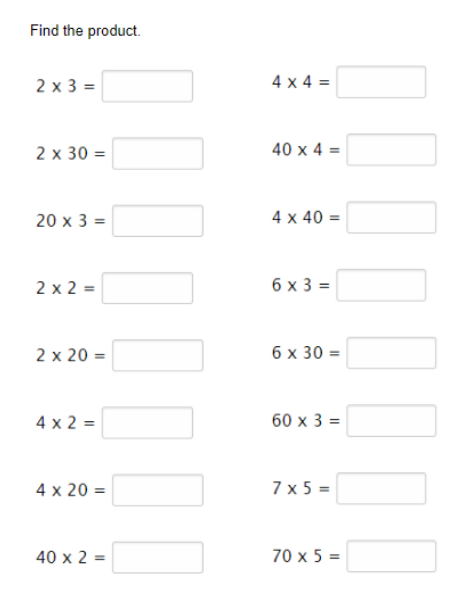 Find the product.
2 x 3 =
2 x 30 =
20 x 3 =
2 x 2 =
2 x 20 =
4 x 2 =
4 x 20 =
40 x 2 =
4 x 4 =
40 x 4 =
4 x 40 =
6 x 3 =
6 x 30 =
60 x 3 =
7 x 5 =
70 x 5 =